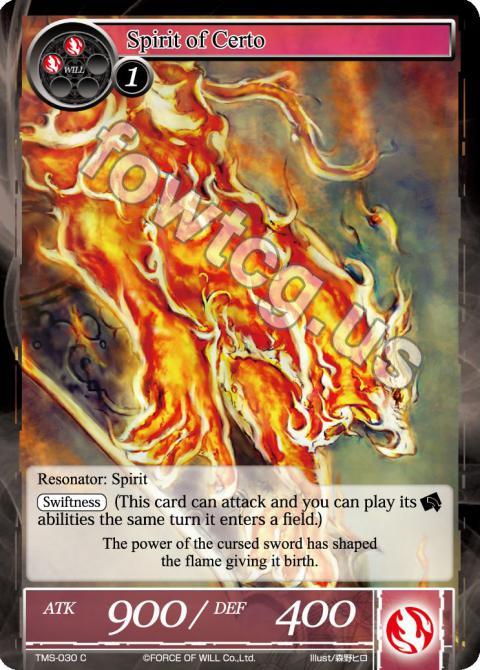 Spirit of Certo
WILL
1
fowtcg.us
Resonator: Spirit
Swiftness (This card can attack and you can play its
abilities the same turn it enters a field.)
The power of the cursed sword has shaped
the flame giving it birth.
ATK 900 / DEF 400
TMS-030 C ©FORCE OF WILL Co.,Ltd. Illust/森野ヒロ